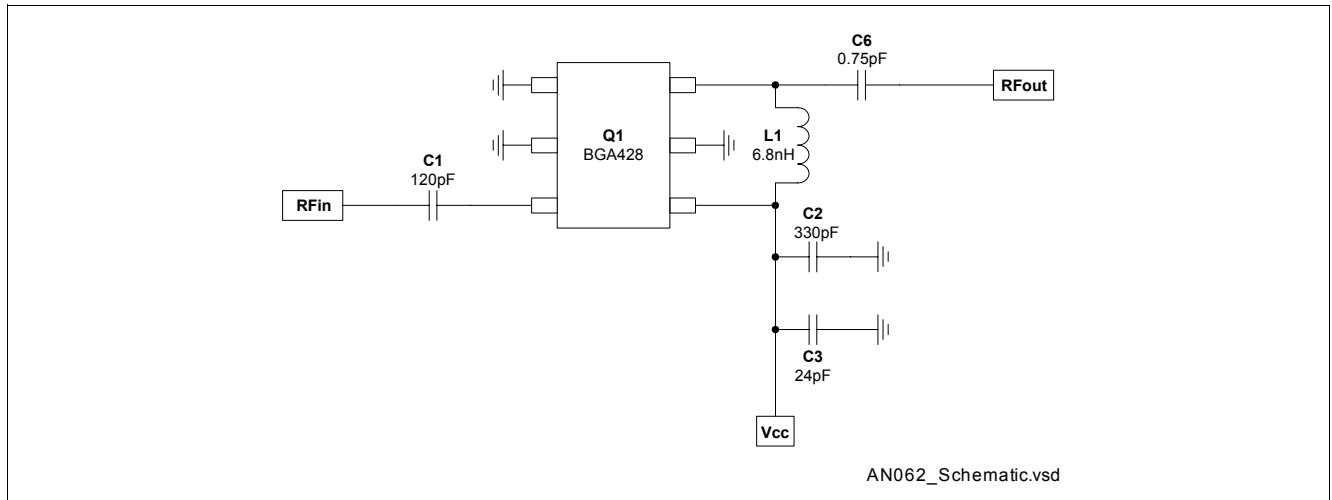 C6
0.75pF
RFout
Q1
BGA428
L1
6.8nH
C1
120pF
RFin
C2
330pF
C3
24pF
Vcc
AN062_Schematic.vsd